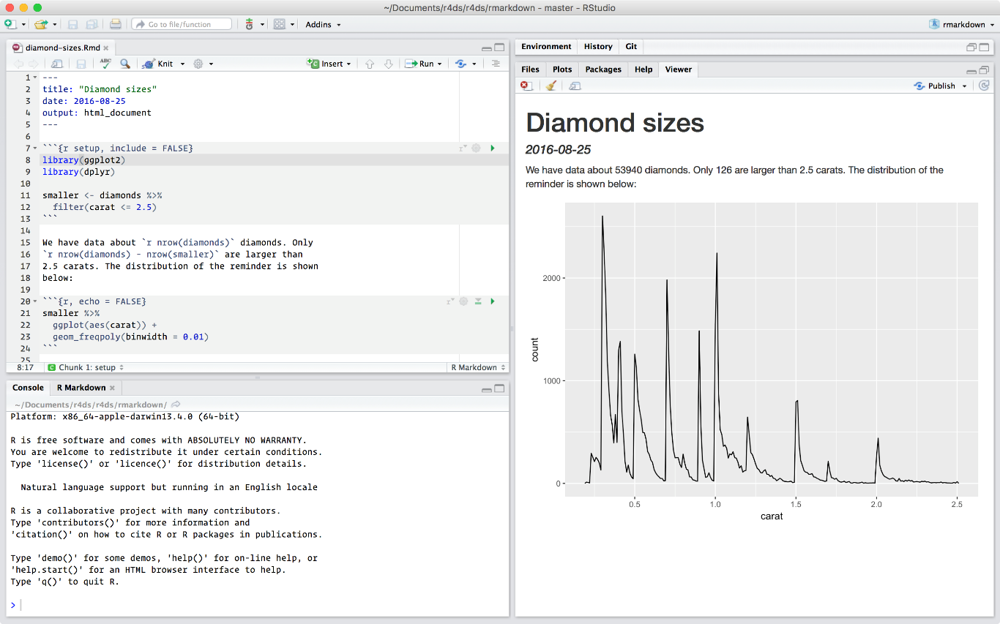 ~/Documents/r4ds/r4ds/rmarkdown - master - RStudio
Go to file/function
Addins
rmarkdown
diamond-sizes.Rmd
ABC
Knit
Insert
Run
1 ---
2 title: "Diamond sizes"
3 date: 2016-08-25
4 output: html_document
5 ---
6
7 ```{r setup, include = FALSE}
8 library(ggplot2)
9 library(dplyr)
10
11 smaller <- diamonds %>%
12 filter(carat <= 2.5)
13 ```
14
15 We have data about `r nrow(diamonds)` diamonds. Only
16 `r nrow(diamonds) - nrow(smaller)` are larger than
17 2.5 carats. The distribution of the reminder is shown
18 below:
19
20 ```{r, echo = FALSE}
21 smaller %>%
22 ggplot(aes(carat)) +
23 geom_freqpoly(binwidth = 0.01)
24 ```
25
8:17 Chunk 1: setup R Markdown
Console R Markdown
~/Documents/r4ds/r4ds/rmarkdown/
Platform: x86_64-apple-darwin13.4.0 (64-bit)
R is free software and comes with ABSOLUTELY NO WARRANTY.
You are welcome to redistribute it under certain conditions.
Type 'license()' or 'licence()' for distribution details.
Natural language support but running in an English locale
R is a collaborative project with many contributors.
Type 'contributors()' for more information and
'citation()' on how to cite R or R packages in publications.
Type 'demo()' for some demos, 'help()' for on-line help, or
'help.start()' for an HTML browser interface to help.
Type 'q()' to quit R.
>
Environment History Git
Files Plots Packages Help Viewer
Publish
Diamond sizes
2016-08-25
We have data about 53940 diamonds. Only 126 are larger than 2.5 carats. The distribution of the
reminder is shown below:
2000
1000
0
count
0.5 1.0 1.5 2.0 2.5
carat